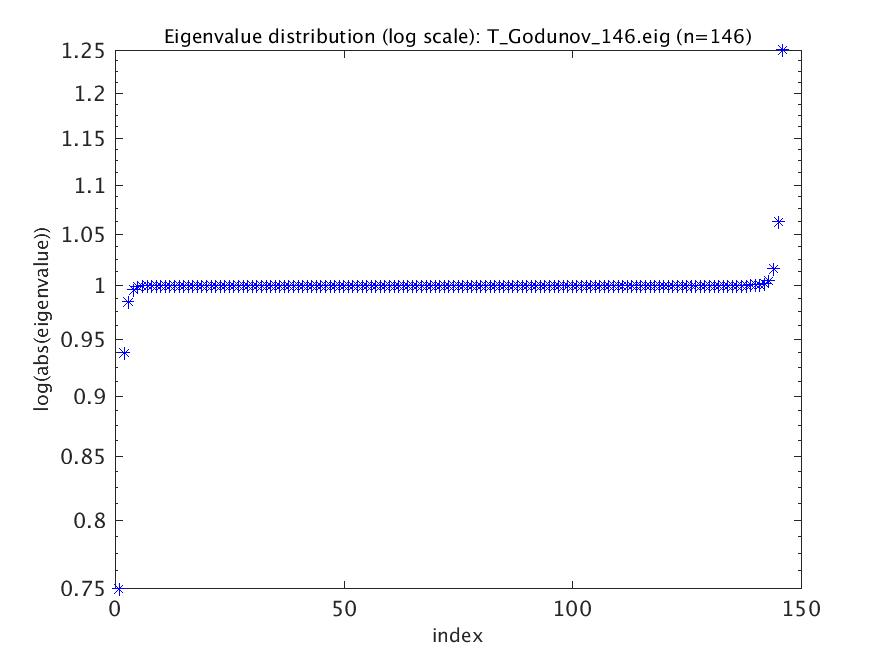 Eigenvalue distribution (log scale): T_Godunov_146.eig (n=146)
1.25
1.2
1.15
1.1
1.05
1
0.95
0.9
0.85
0.8
0.75
log(abs(eigenvalue))
0 50 100 150
index